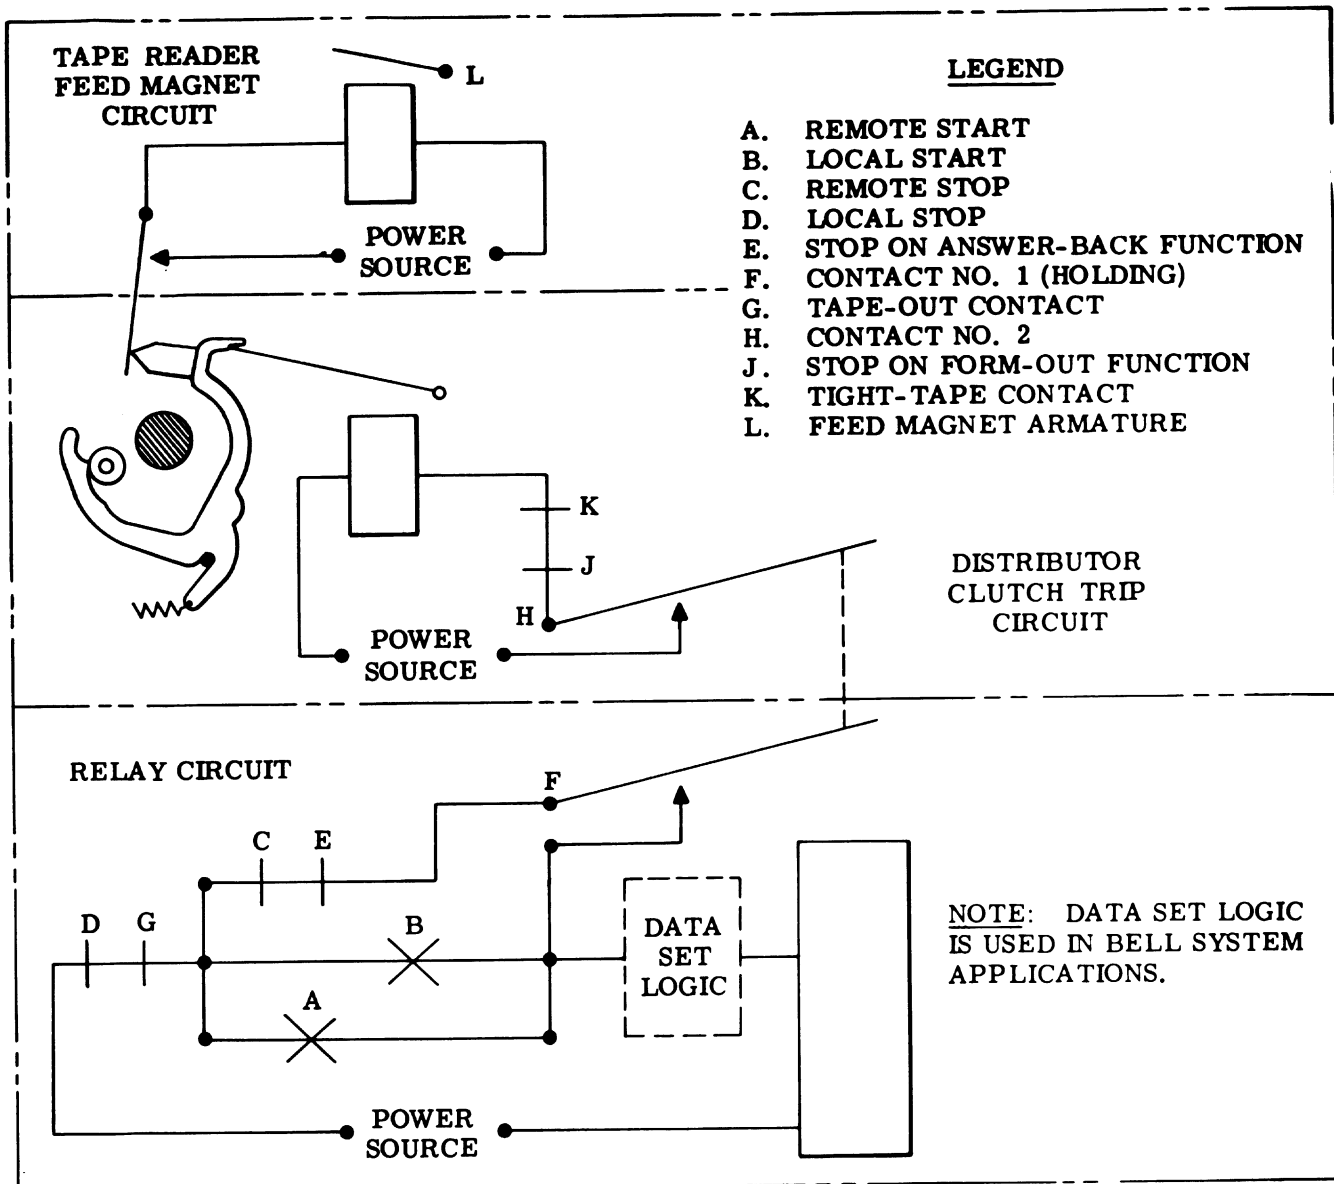 TAPE READER
FEED MAGNET
CIRCUIT
L
POWER
SOURCE
LEGEND
A. REMOTE START
B. LOCAL START
C. REMOTE STOP
D. LOCAL STOP
E. STOP ON ANSWER-BACK FUNCTION
F. CONTACT NO. 1 (HOLDING)
G. TAPE-OUT CONTACT
H. CONTACT NO. 2
J. STOP ON FORM-OUT FUNCTION
K. TIGHT-TAPE CONTACT
L. FEED MAGNET ARMATURE
K
J
H
POWER
SOURCE
DISTRIBUTOR
CLUTCH TRIP
CIRCUIT
RELAY CIRCUIT
F
C E
D G
B
A
DATA
SET
LOGIC
POWER
SOURCE
NOTE: DATA SET LOGIC
IS USED IN BELL SYSTEM
APPLICATIONS.